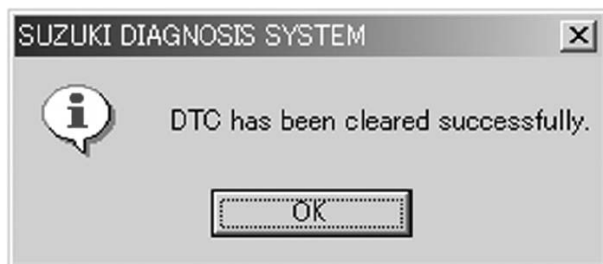 SUZUKI DIAGNOSIS SYSTEM
DTC has been cleared successfully.
OK